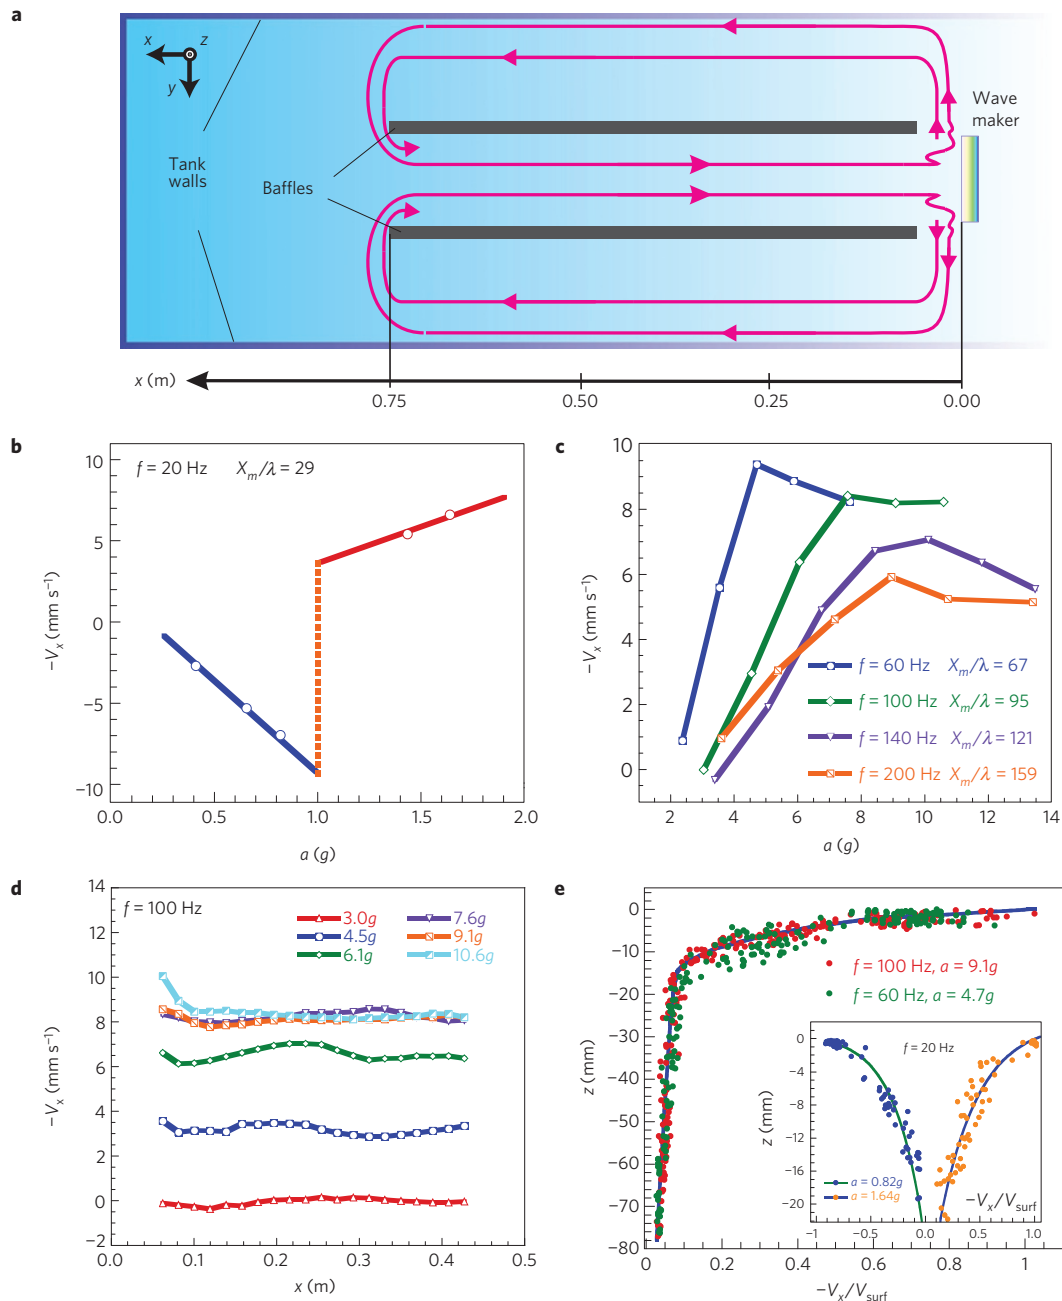 a
x
z
y
Tank
walls
Baffles
Wave
maker
x (m)
0.75
0.50
0.25
0.00
b
f = 20 Hz X_m/λ = 29
10
5
0
−5
−10
−V_x (mm s⁻¹)
0.0 0.5 1.0 1.5 2.0
a (g)
c
10
8
6
4
2
0
−V_x (mm s⁻¹)
f = 60 Hz X_m/λ = 67
f = 100 Hz X_m/λ = 95
f = 140 Hz X_m/λ = 121
f = 200 Hz X_m/λ = 159
2 4 6 8 10 12 14
a (g)
d
f = 100 Hz
3.0g 7.6g
4.5g 9.1g
6.1g 10.6g
14
12
10
8
6
4
2
0
−2
−V_x (mm s⁻¹)
0 0.1 0.2 0.3 0.4 0.5
x (m)
e
0
−10
−20
−30
−40
−50
−60
−70
−80
z (mm)
f = 100 Hz, a = 9.1g
f = 60 Hz, a = 4.7g
f = 20 Hz
0
−4
−8
−12
−16
−20
z (mm)
a = 0.82g
a = 1.64g
−V_x/V_surf
−1 −0.5 0.0 0.5 1.0
0 0.2 0.4 0.6 0.8 1.0
−V_x/V_surf